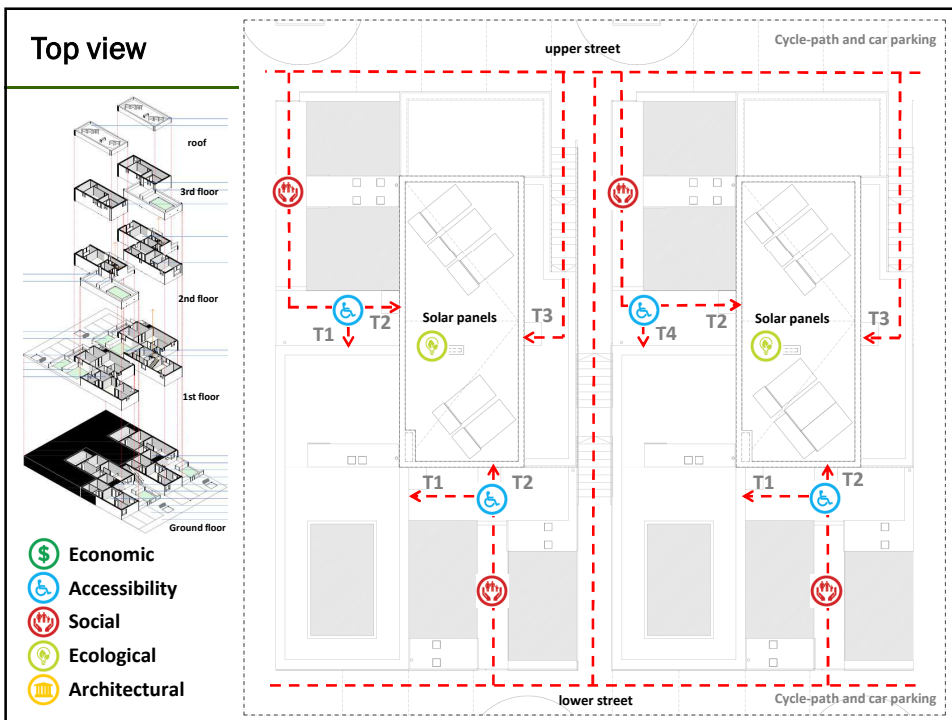 Top view
roof
3rd floor
2nd floor
1st floor
Ground floor
$ Economic
Accessibility
Social
Ecological
Architectural
upper street
Cycle-path and car parking
T1
T2
Solar panels
T3
T4
T2
Solar panels
T3
T1
T2
T1
T2
lower street
Cycle-path and car parking